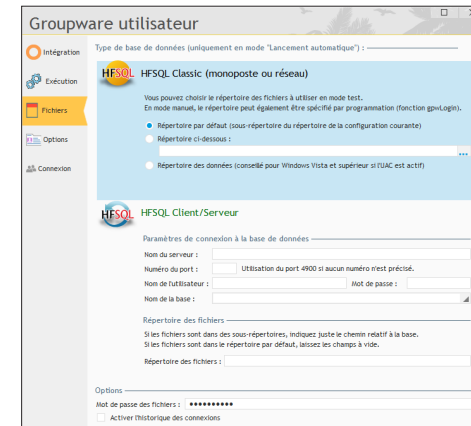 Groupware utilisateur
Intégration
Exécution
Fichiers
Options
Connexion
Type de base de données (uniquement en mode "Lancement automatique") :
HFSQL HFSQL Classic (monoposte ou réseau)
Vous pouvez choisir le répertoire des fichiers à utiliser en mode test.
En mode manuel, le répertoire peut également être spécifié par programmation (fonction gpwLogin).
Répertoire par défaut (sous-répertoire du répertoire de la configuration courante)
Répertoire ci-dessous :
...
Répertoire des données (conseillé pour Windows Vista et supérieur si l'UAC est actif)
HFSQL HFSQL Client/Serveur
Paramètres de connexion à la base de données
Nom du serveur :
Numéro du port : Utilisation du port 4900 si aucun numéro n'est précisé.
Nom de l'utilisateur : Mot de passe :
Nom de la base :
Répertoire des fichiers
Si les fichiers sont dans des sous-répertoires, indiquez juste le chemin relatif à la base.
Si les fichiers sont dans le répertoire par défaut, laissez les champs à vide.
Répertoire des fichiers :
Options
Mot de passe des fichiers : ●●●●●●●●●●
Activer l'historique des connexions